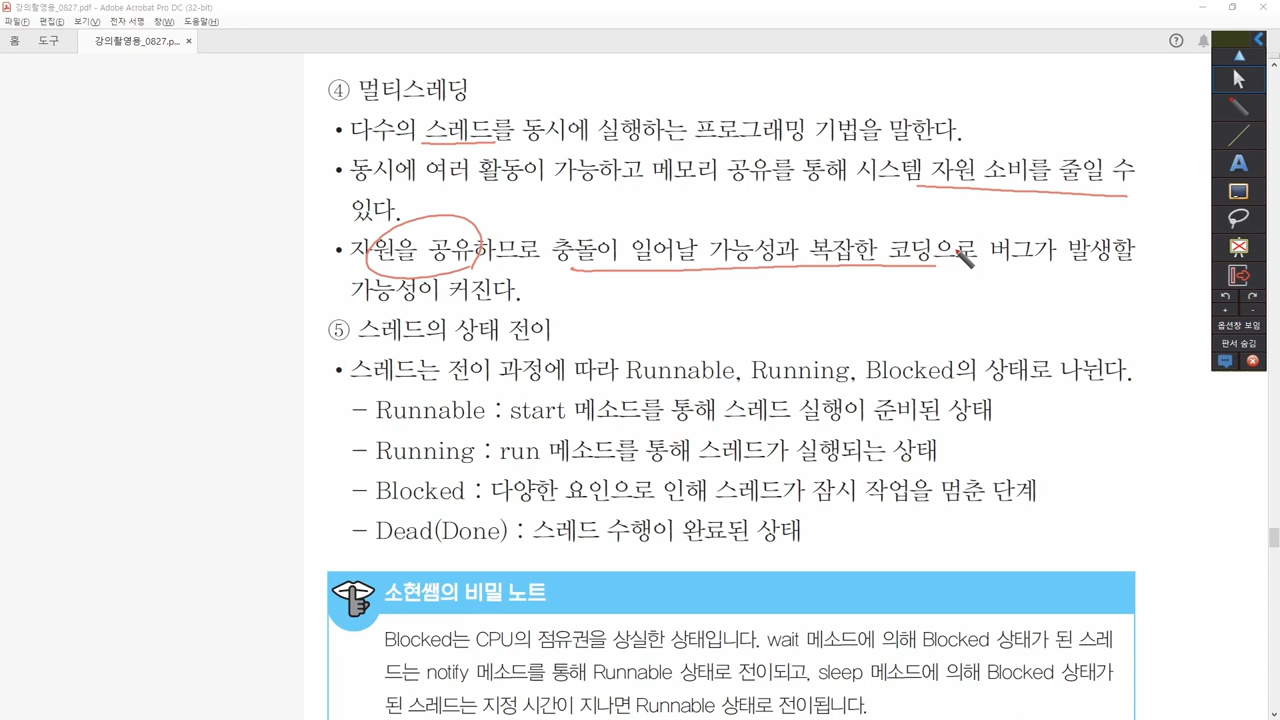 강의촬영용_0827.pdf - Adobe Acrobat Pro DC (32-bit)
파일(F) 편집(E) 보기(V) 전자 서명 창(W) 도움말(H)
홈 도구 강의촬영용_0827.p... ×
④ 멀티스레딩
• 다수의 스레드를 동시에 실행하는 프로그래밍 기법을 말한다.
• 동시에 여러 활동이 가능하고 메모리 공유를 통해 시스템 자원 소비를 줄일 수
있다.
• 자원을 공유하므로 충돌이 일어날 가능성과 복잡한 코딩으로 버그가 발생할
가능성이 커진다.
⑤ 스레드의 상태 전이
• 스레드는 전이 과정에 따라 Runnable, Running, Blocked의 상태로 나뉜다.
– Runnable : start 메소드를 통해 스레드 실행이 준비된 상태
– Running : run 메소드를 통해 스레드가 실행되는 상태
– Blocked : 다양한 요인으로 인해 스레드가 잠시 작업을 멈춘 단계
– Dead(Done) : 스레드 수행이 완료된 상태
소현쌤의 비밀 노트
Blocked는 CPU의 점유권을 상실한 상태입니다. wait 메소드에 의해 Blocked 상태가 된 스레
드는 notify 메소드를 통해 Runnable 상태로 전이되고, sleep 메소드에 의해 Blocked 상태가
된 스레드는 지정 시간이 지나면 Runnable 상태로 전이됩니다.
A
+ -
옵션창 보임
판서 숨김